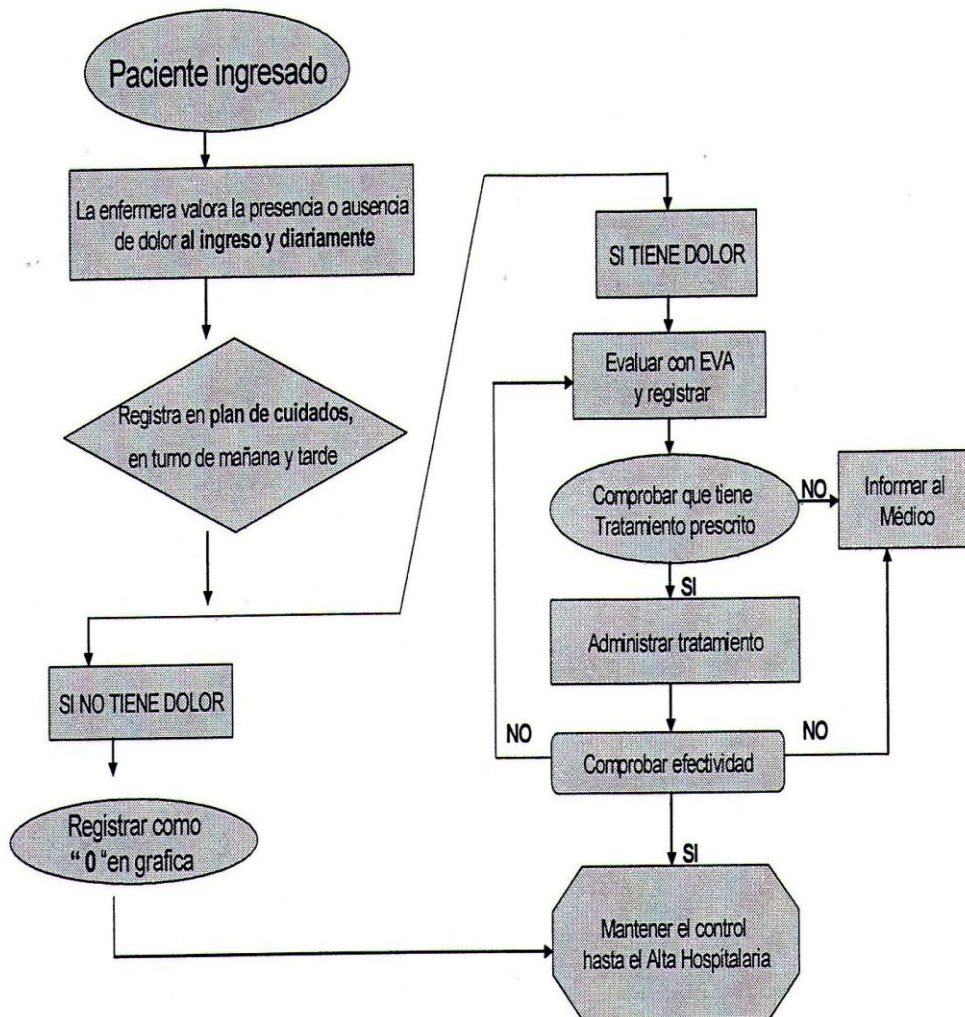 Paciente ingresado
La enfermera valora la presencia o ausencia
de dolor al ingreso y diariamente
Registra en plan de cuidados,
en turno de mañana y tarde
SI NO TIENE DOLOR
Registrar como
“ 0 “en grafica
SI TIENE DOLOR
Evaluar con EVA
y registrar
Comprobar que tiene
Tratamiento prescrito
NO
Informar al
Médico
SI
Administrar tratamiento
NO
Comprobar efectividad
NO
SI
Mantener el control
hasta el Alta Hospitalaria